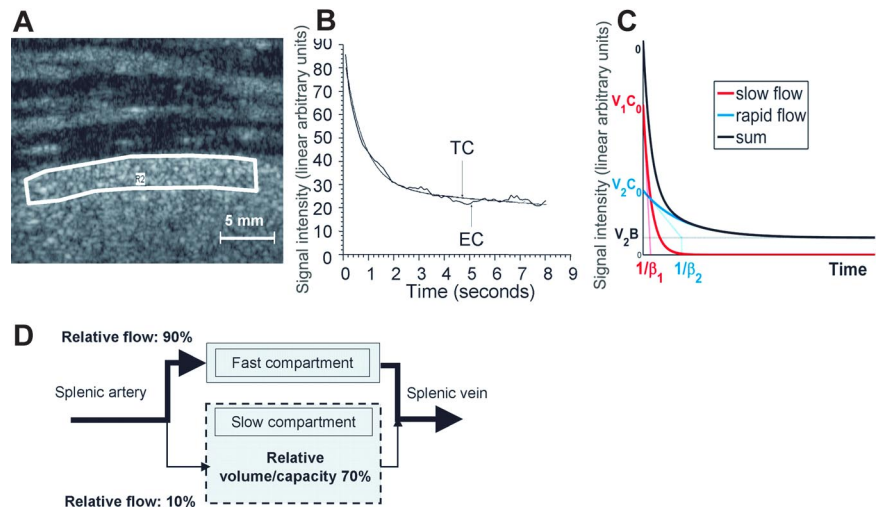 A
R2
5 mm
B
Signal intensity (linear arbitrary units)
90
80
70
60
50
40
30
20
10
0
TC
EC
0 1 2 3 4 5 6 7 8 9
Time (seconds)
C
Signal intensity (linear arbitrary units)
0
V₁C₀
V₂C₀
V₂B
0
slow flow
rapid flow
sum
1/β₁ 1/β₂ Time
D
Relative flow: 90%
Fast compartment
Splenic artery
Splenic vein
Slow compartment
Relative
volume/capacity 70%
Relative flow: 10%